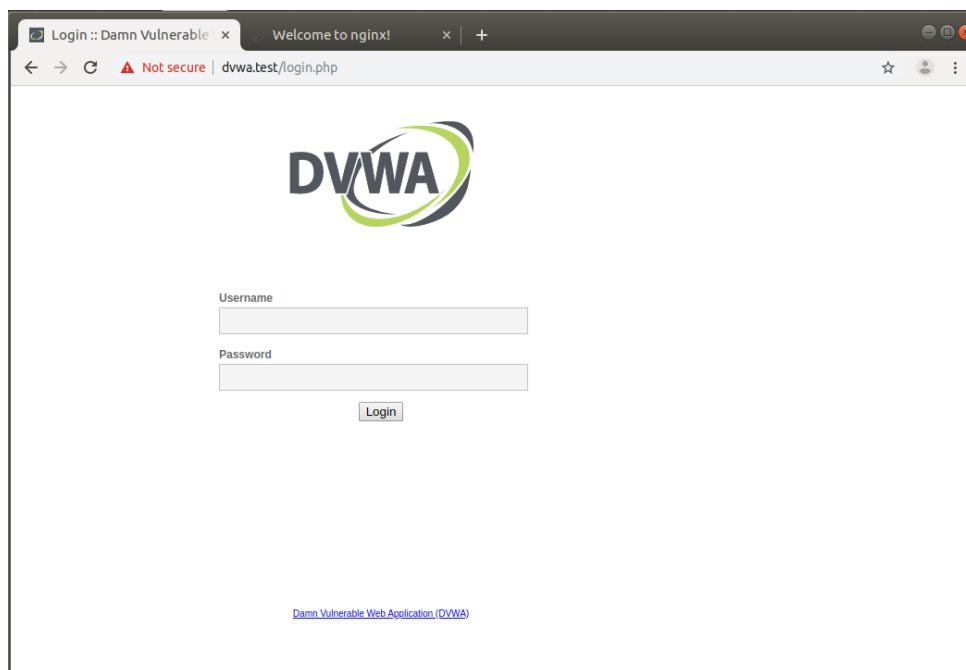 Login :: Damn Vulnerable Welcome to nginx!
Not secure | dvwa.test/login.php
DVWA
Username
Password
Login
Damn Vulnerable Web Application (DVWA)